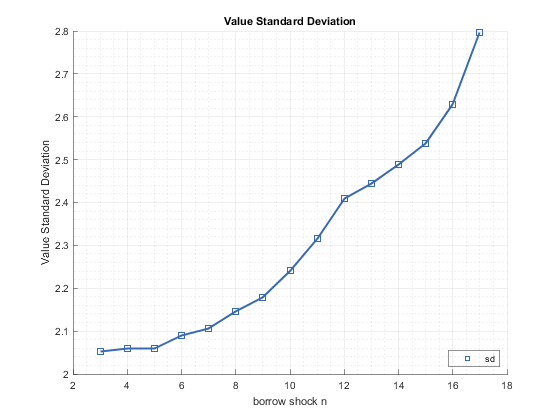 Value Standard Deviation
2.8
2.7
2.6
2.5
2.4
2.3
2.2
2.1
2
Value Standard Deviation
2 4 6 8 10 12 14 16 18
borrow shock n
sd